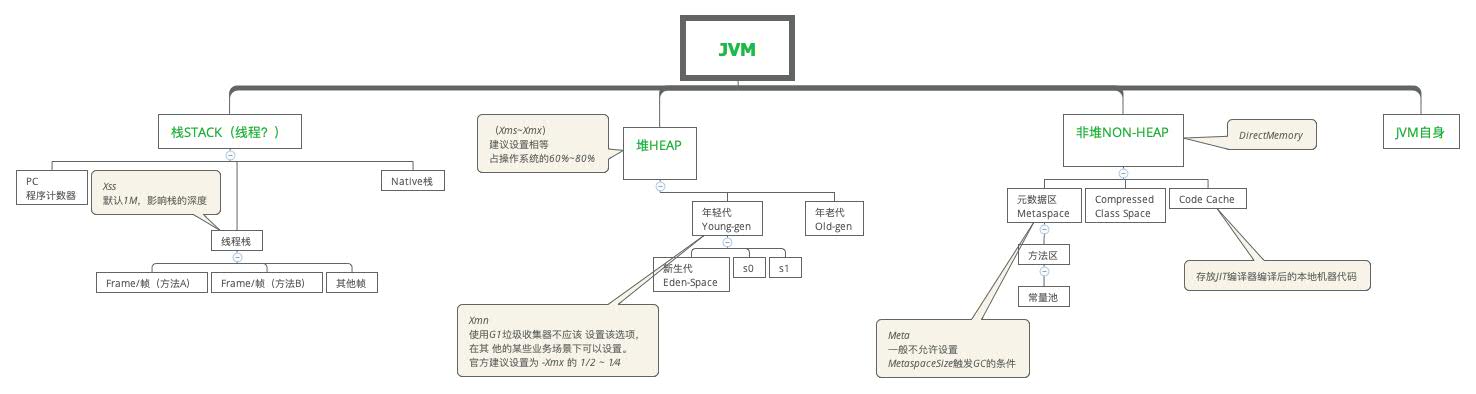 JVM
栈STACK（线程？）
PC
程序计数器
Xss
默认1M，影响栈的深度
Native栈
线程栈
Frame/帧（方法A）
Frame/帧（方法B）
其他帧
（Xms~Xmx）
建议设置相等
占操作系统的60%~80%
堆HEAP
年轻代
Young-gen
年老代
Old-gen
新生代
Eden-Space
s0
s1
Xmn
使用G1垃圾收集器不应该 设置该选项，
在其 他的某些业务场景下可以设置。
官方建议设置为 -Xmx 的 1/2 ~ 1/4
非堆NON-HEAP
DirectMemory
元数据区
Metaspace
Compressed
Class Space
Code Cache
方法区
常量池
存放JIT编译器编译后的本地机器代码
Meta
一般不允许设置
MetaspaceSize触发GC的条件
JVM自身